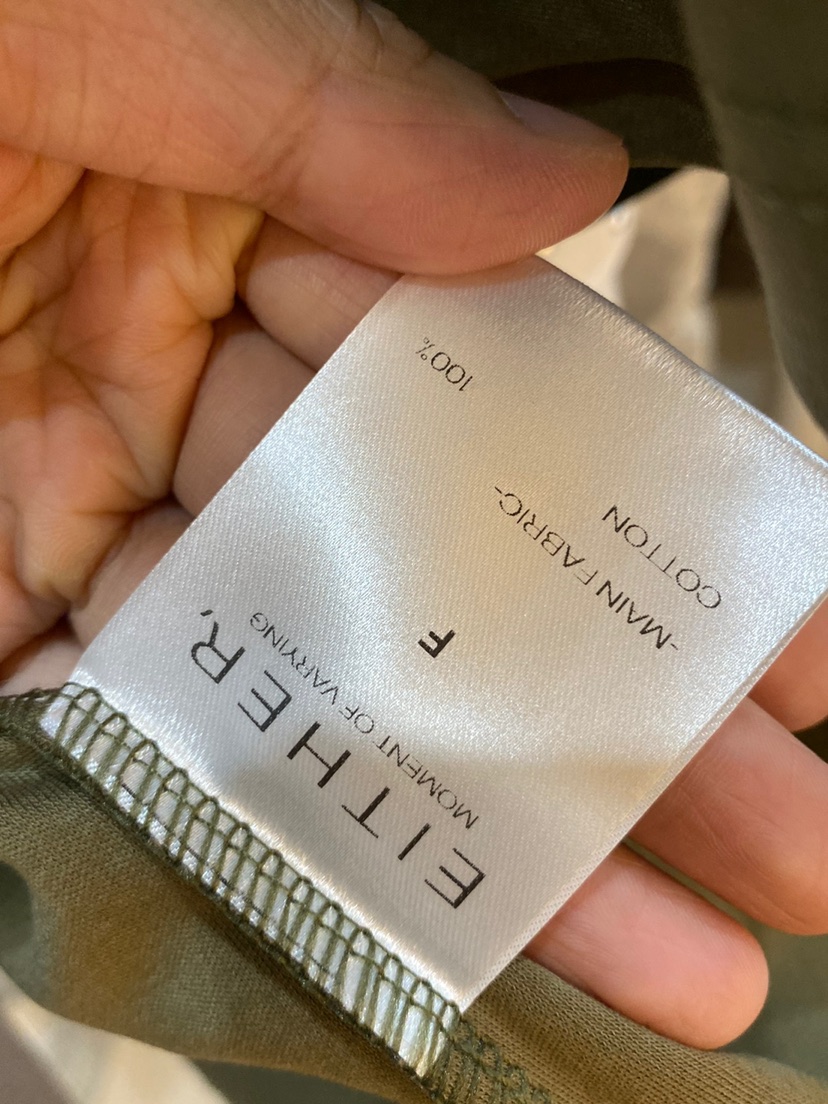 EITHER,
MOMENT OF VARYING
F
-MAIN FABRIC-
COTTON 100%